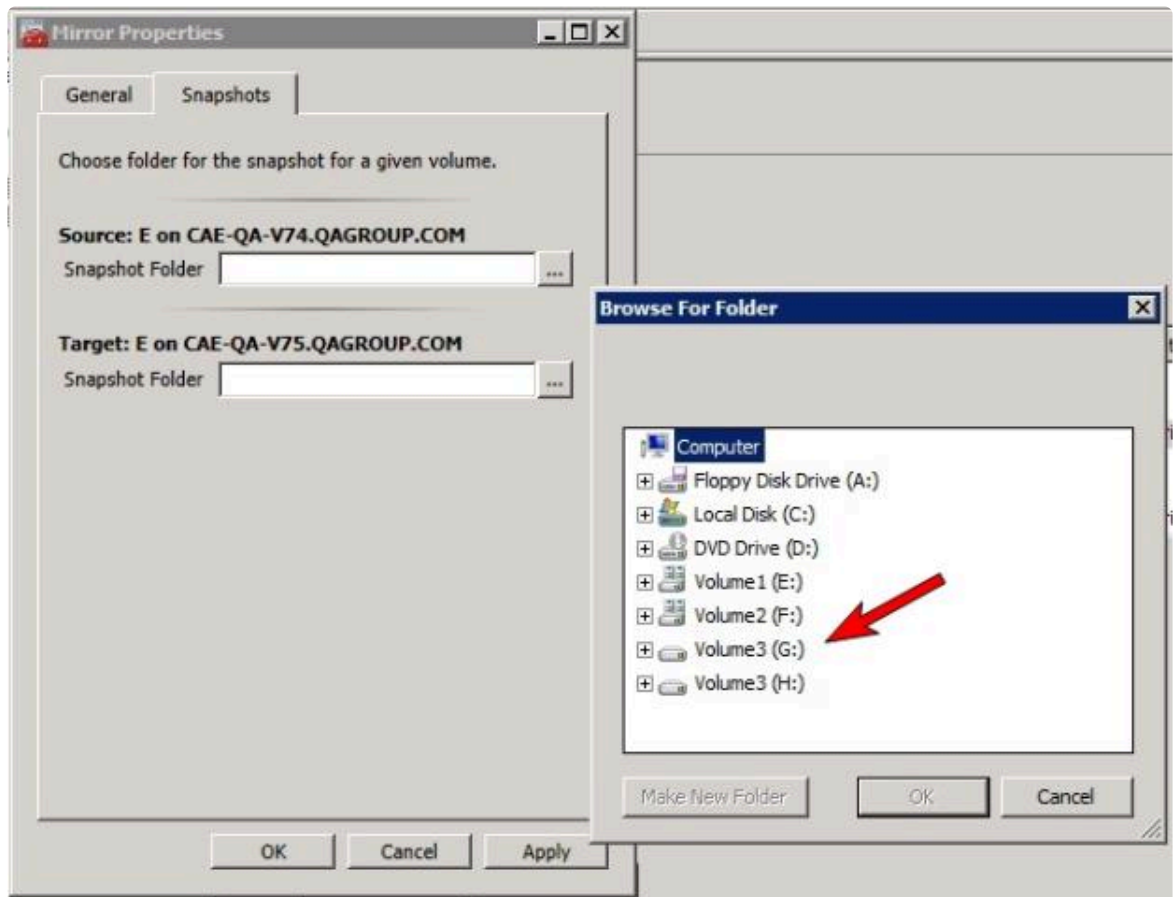 Mirror Properties
General
Snapshots
Choose folder for the snapshot for a given volume.
Source: E on CAE-QA-V74.QAGROUP.COM
Snapshot Folder
...
Target: E on CAE-QA-V75.QAGROUP.COM
Snapshot Folder
...
OK
Cancel
Apply
Browse For Folder
Computer
Floppy Disk Drive (A:)
Local Disk (C:)
DVD Drive (D:)
Volume1 (E:)
Volume2 (F:)
Volume3 (G:)
Volume3 (H:)
Make New Folder
OK
Cancel